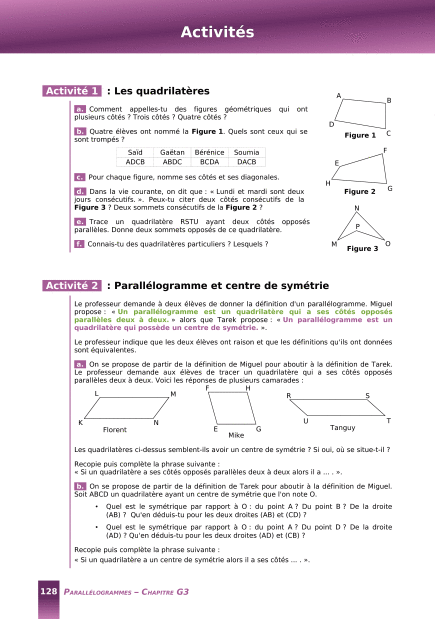 Activités
Activité 1 : Les quadrilatères
a. Comment appelles-tu des figures géométriques qui ont
plusieurs côtés ? Trois côtés ? Quatre côtés ?
b. Quatre élèves ont nommé la Figure 1. Quels sont ceux qui se
sont trompés ?
Saïd Gaëtan Bérénice Soumia
ADCB ABDC BCDA DACB
c. Pour chaque figure, nomme ses côtés et ses diagonales.
d. Dans la vie courante, on dit que : « Lundi et mardi sont deux
jours consécutifs. ». Peux-tu citer deux côtés consécutifs de la
Figure 3 ? Deux sommets consécutifs de la Figure 2 ?
e. Trace un quadrilatère RSTU ayant deux côtés opposés
parallèles. Donne deux sommets opposés de ce quadrilatère.
f. Connais-tu des quadrilatères particuliers ? Lesquels ?
A
B
D
C
Figure 1
F
E
H
G
Figure 2
N
P
M
O
Figure 3
Activité 2 : Parallélogramme et centre de symétrie
Le professeur demande à deux élèves de donner la définition d'un parallélogramme. Miguel
propose : « Un parallélogramme est un quadrilatère qui a ses côtés opposés
parallèles deux à deux. » alors que Tarek propose : « Un parallélogramme est un
quadrilatère qui possède un centre de symétrie. ».
Le professeur indique que les deux élèves ont raison et que les définitions qu'ils ont données
sont équivalentes.
a. On se propose de partir de la définition de Miguel pour aboutir à la définition de Tarek.
Le professeur demande aux élèves de tracer un quadrilatère qui a ses côtés opposés
parallèles deux à deux. Voici les réponses de plusieurs camarades :
L M
K N
Florent
F H
E G
Mike
R S
U T
Tanguy
Les quadrilatères ci-dessus semblent-ils avoir un centre de symétrie ? Si oui, où se situe-t-il ?
Recopie puis complète la phrase suivante :
« Si un quadrilatère a ses côtés opposés parallèles deux à deux alors il a ... . ».
b. On se propose de partir de la définition de Tarek pour aboutir à la définition de Miguel.
Soit ABCD un quadrilatère ayant un centre de symétrie que l'on note O.
• Quel est le symétrique par rapport à O : du point A ? Du point B ? De la droite
(AB) ? Qu'en déduis-tu pour les deux droites (AB) et (CD) ?
• Quel est le symétrique par rapport à O : du point A ? Du point D ? De la droite
(AD) ? Qu'en déduis-tu pour les deux droites (AD) et (CB) ?
Recopie puis complète la phrase suivante :
« Si un quadrilatère a un centre de symétrie alors il a ses côtés ... . ».
128 PARALLÉLOGRAMMES – CHAPITRE G3